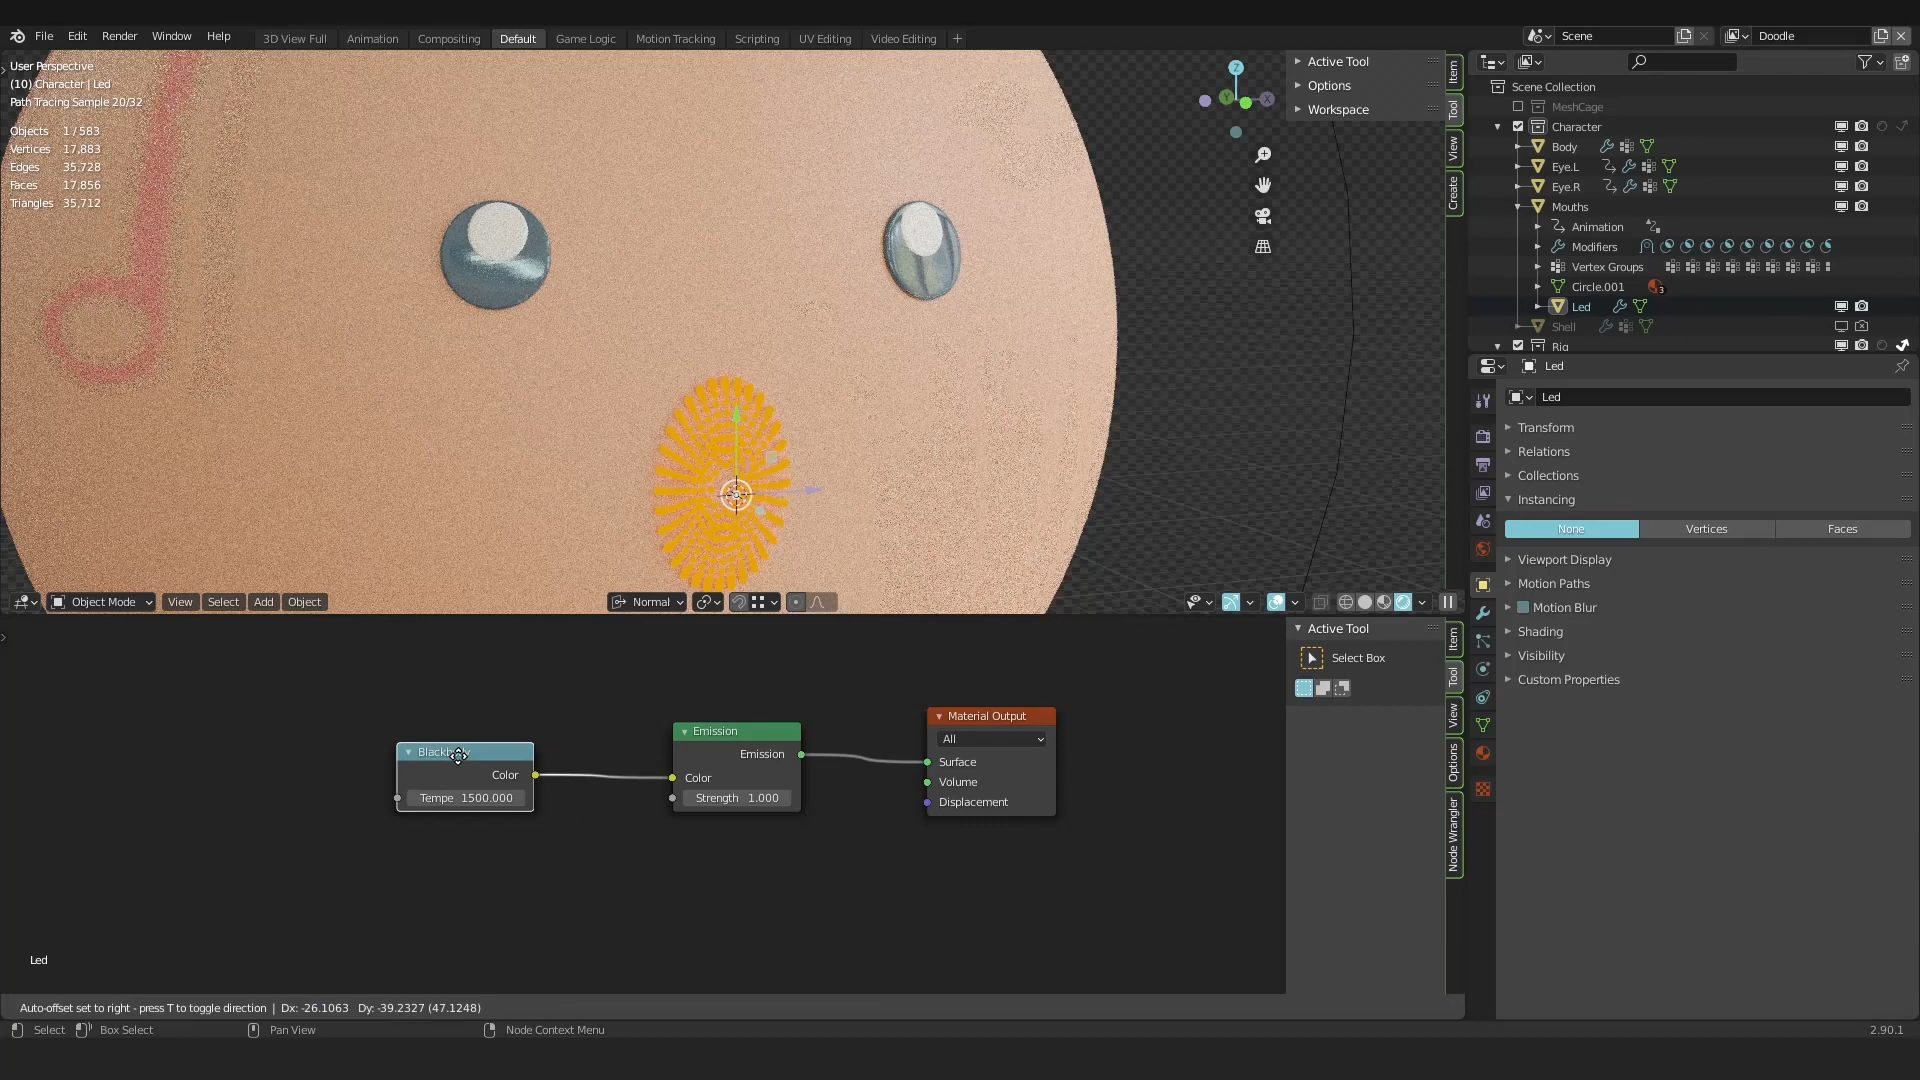 File Edit Render Window Help
3D View Full Animation Compositing Default Game Logic Motion Tracking Scripting UV Editing Video Editing +
Scene
Doodle
User Perspective
(10) Character | Led
Path Tracing Sample 20/32
Objects 1 / 583
Vertices 17,883
Edges 35,728
Faces 17,856
Triangles 35,712
Z
Y
X
Active Tool
Options
Workspace
Item
Tool
View
Create
Scene Collection
MeshCage
Character
Body
Eye.L
Eye.R
Mouths
Animation
Modifiers
Vertex Groups
Circle.001 3
Led
Shell
Rig
Led
Led
Transform
Relations
Collections
Instancing
None Vertices Faces
Viewport Display
Motion Paths
Motion Blur
Shading
Visibility
Custom Properties
Object Mode View Select Add Object
Normal
Active Tool
Select Box
Item
Tool
View
Options
Node Wrangler
Color
Tempe 1500.000
Emission
Emission
Color
Strength 1.000
Material Output
All
Surface
Volume
Displacement
Led
Auto-offset set to right - press T to toggle direction | Dx: -26.1063 Dy: -39.2327 (47.1248)
Select Box Select Pan View Node Context Menu
2.90.1